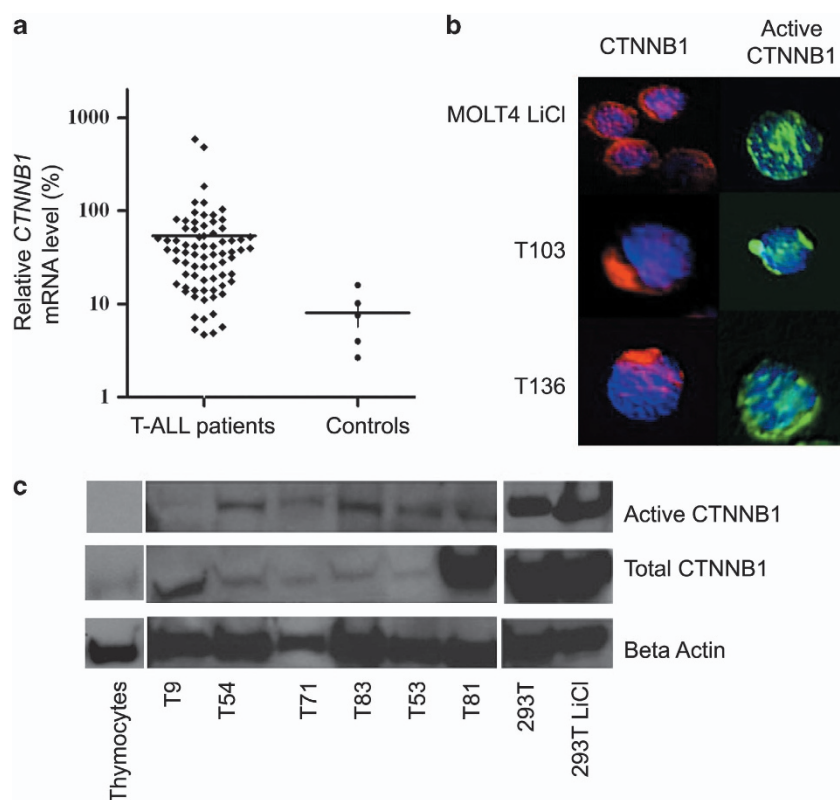 a
Relative CTNNB1
mRNA level (%)
1000
100
10
1
T-ALL patients
Controls
b
CTNNB1
Active
CTNNB1
MOLT4 LiCl
T103
T136
c
Active CTNNB1
Total CTNNB1
Beta Actin
Thymocytes
T9
T54
T71
T83
T53
T81
293T
293T LiCl